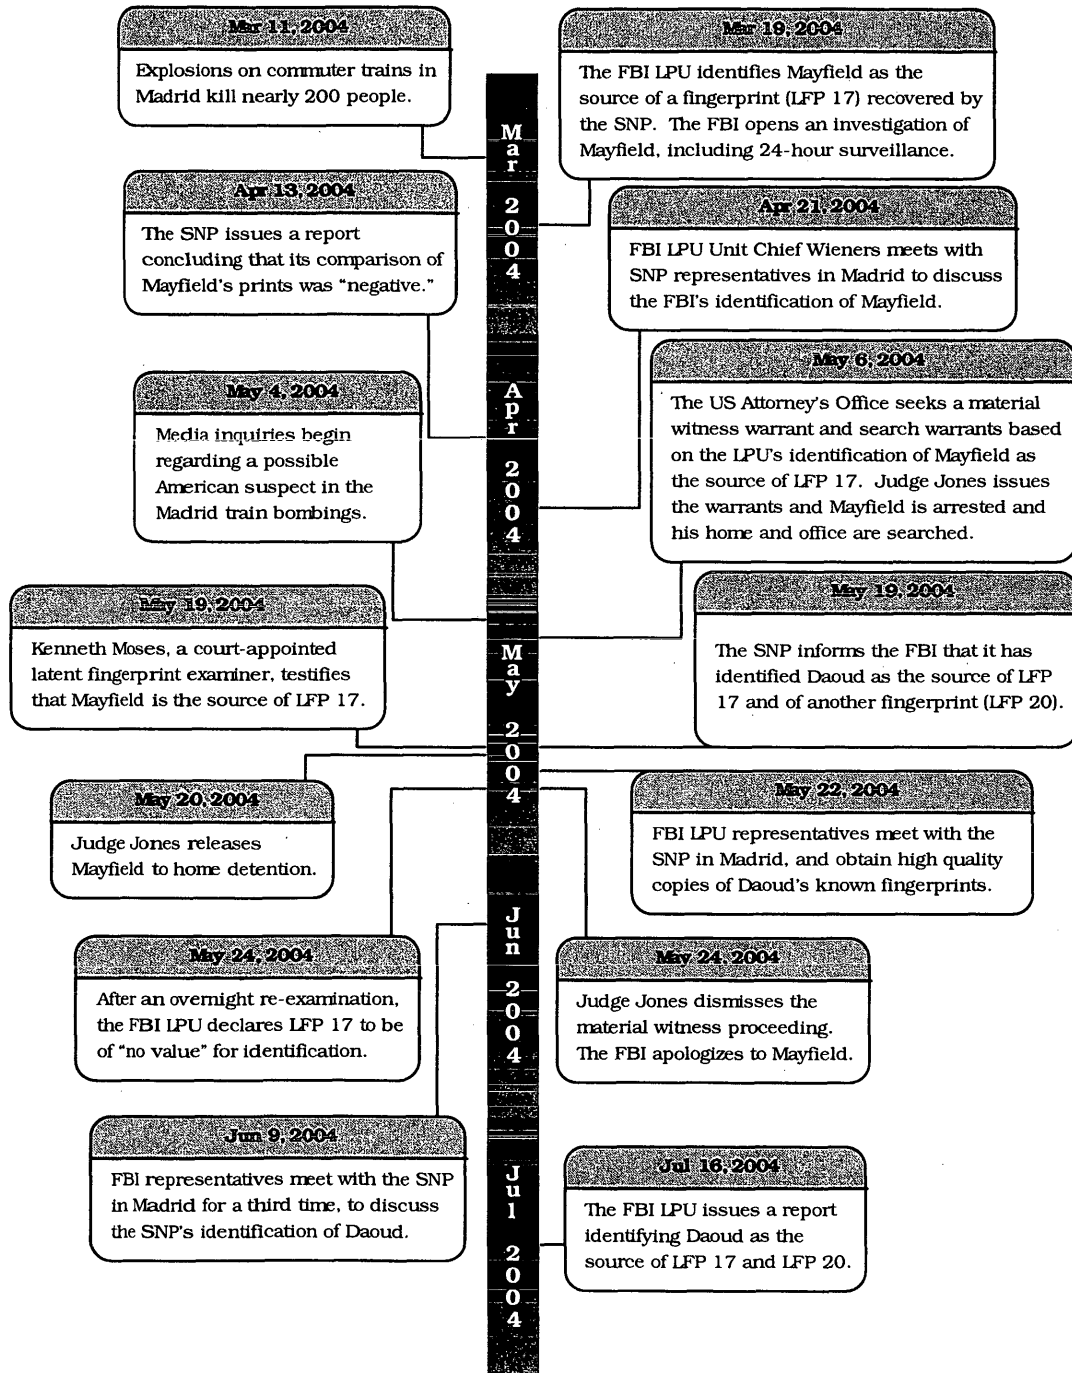 Mar 11, 2004
Explosions on commuter trains in
Madrid kill nearly 200 people.
Mar 19, 2004
The FBI LPU identifies Mayfield as the
source of a fingerprint (LFP 17) recovered by
the SNP. The FBI opens an investigation of
Mayfield, including 24-hour surveillance.
Mar 2004
Apr 13, 2004
The SNP issues a report
concluding that its comparison of
Mayfield's prints was "negative."
Apr 21, 2004
FBI LPU Unit Chief Wieners meets with
SNP representatives in Madrid to discuss
the FBI's identification of Mayfield.
Apr 2004
May 4, 2004
Media inquiries begin
regarding a possible
American suspect in the
Madrid train bombings.
May 6, 2004
The US Attorney's Office seeks a material
witness warrant and search warrants based
on the LPU's identification of Mayfield as
the source of LFP 17. Judge Jones issues
the warrants and Mayfield is arrested and
his home and office are searched.
May 19, 2004
Kenneth Moses, a court-appointed
latent fingerprint examiner, testifies
that Mayfield is the source of LFP 17.
May 19, 2004
The SNP informs the FBI that it has
identified Daoud as the source of LFP
17 and of another fingerprint (LFP 20).
May 2004
May 20, 2004
Judge Jones releases
Mayfield to home detention.
May 22, 2004
FBI LPU representatives meet with the
SNP in Madrid, and obtain high quality
copies of Daoud's known fingerprints.
May 24, 2004
After an overnight re-examination,
the FBI LPU declares LFP 17 to be
of "no value" for identification.
May 24, 2004
Judge Jones dismisses the
material witness proceeding.
The FBI apologizes to Mayfield.
Jun 2004
Jun 9, 2004
FBI representatives meet with the SNP
in Madrid for a third time, to discuss
the SNP's identification of Daoud.
Jul 16, 2004
The FBI LPU issues a report
identifying Daoud as the
source of LFP 17 and LFP 20.
Jul 2004